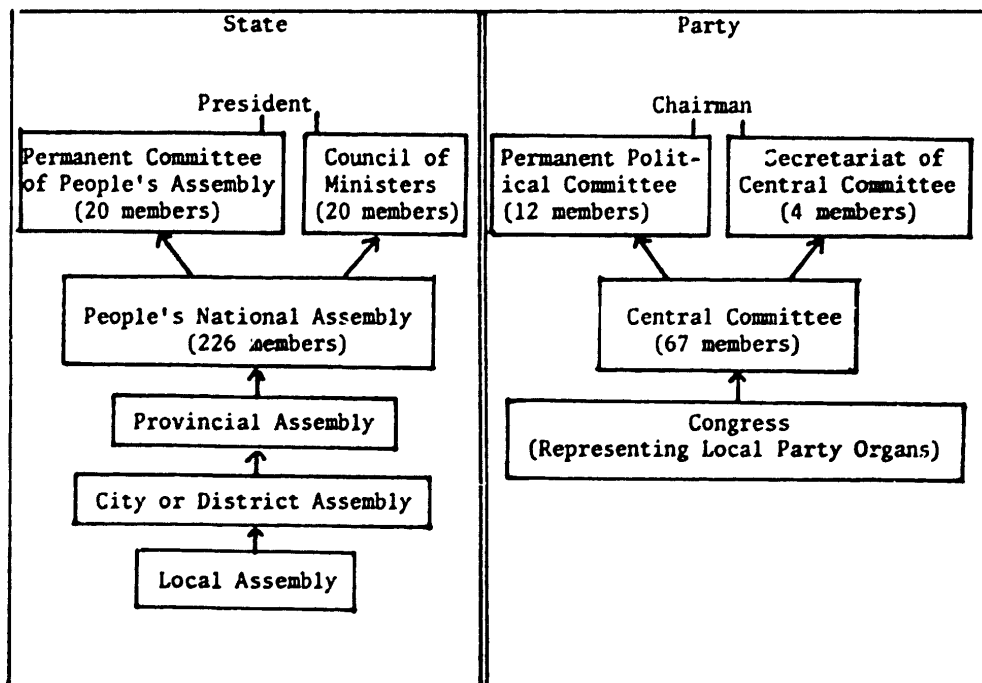 State
President
Permanent Committee
of People's Assembly
(20 members)
Council of
Ministers
(20 members)
People's National Assembly
(226 members)
Provincial Assembly
City or District Assembly
Local Assembly
Party
Chairman
Permanent Polit-
ical Committee
(12 members)
Secretariat of
Central Committee
(4 members)
Central Committee
(67 members)
Congress
(Representing Local Party Organs)